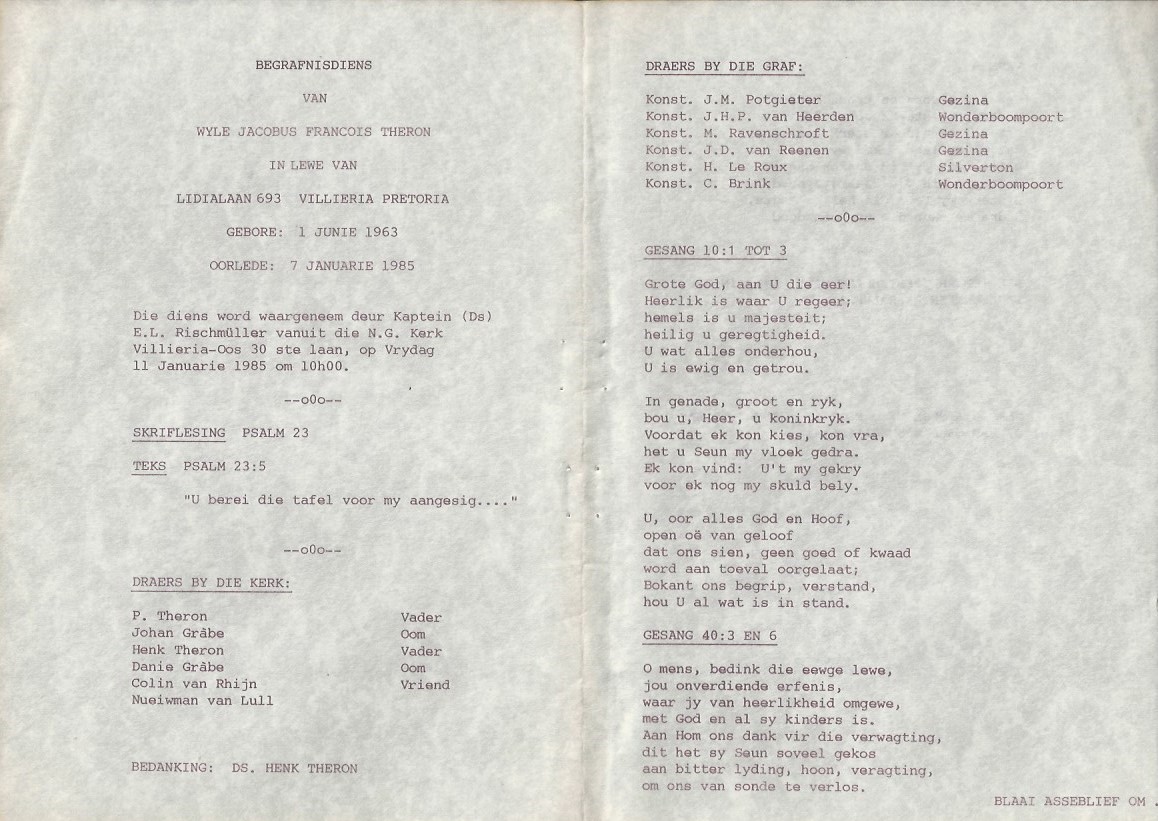 BEGRAFNISDIENS
VAN
WYLE JACOBUS FRANCOIS THERON
IN LEWE VAN
LIDIALAAN 693 VILLIERIA PRETORIA
GEBORE: 1 JUNIE 1963
OORLEDE: 7 JANUARIE 1985
Die diens word waargeneem deur Kaptein (Ds)
E.L. Rischmüller vanuit die N.G. Kerk
Villieria-Oos 30 ste laan, op Vrydag
11 Januarie 1985 om 10h00.
--oOo--
SKRIFLESING PSALM 23
TEKS PSALM 23:5
"U berei die tafel voor my aangesig...."
--oOo--
DRAERS BY DIE KERK:
P. Theron Vader
Johan Gràbe Oom
Henk Theron Vader
Danie Gràbe Oom
Colin van Rhijn Vriend
Nueiwman van Lull
BEDANKING: DS. HENK THERON
DRAERS BY DIE GRAF:
Konst. J.M. Potgieter Gezina
Konst. J.H.P. van Heerden Wonderboompoort
Konst. M. Ravenschroft Gezina
Konst. J.D. van Reenen Gezina
Konst. H. Le Roux Silverton
Konst. C. Brink Wonderboompoort
--oOo--
GESANG 10:1 TOT 3
Grote God, aan U die eer!
Heerlik is waar U regeer;
hemels is u majesteit;
heilig u geregtigheid.
U wat alles onderhou,
U is ewig en getrou.
In genade, groot en ryk,
bou u, Heer, u koninkryk.
Voordat ek kon kies, kon vra,
het u Seun my vloek gedra.
Ek kon vind: U't my gekry
voor ek nog my skuld bely.
U, oor alles God en Hoof,
open oë van geloof
dat ons sien, geen goed of kwaad
word aan toeval oorgelaat;
Bokant ons begrip, verstand,
hou U al wat is in stand.
GESANG 40:3 EN 6
O mens, bedink die eewge lewe,
jou onverdiende erfenis,
waar jy van heerlikheid omgewe,
met God en al sy kinders is.
Aan Hom ons dank vir die verwagting,
dit het sy Seun soveel gekos
aan bitter lyding, hoon, veragting,
om ons van sonde te verlos.
BLAAI ASSEBLIEF OM .